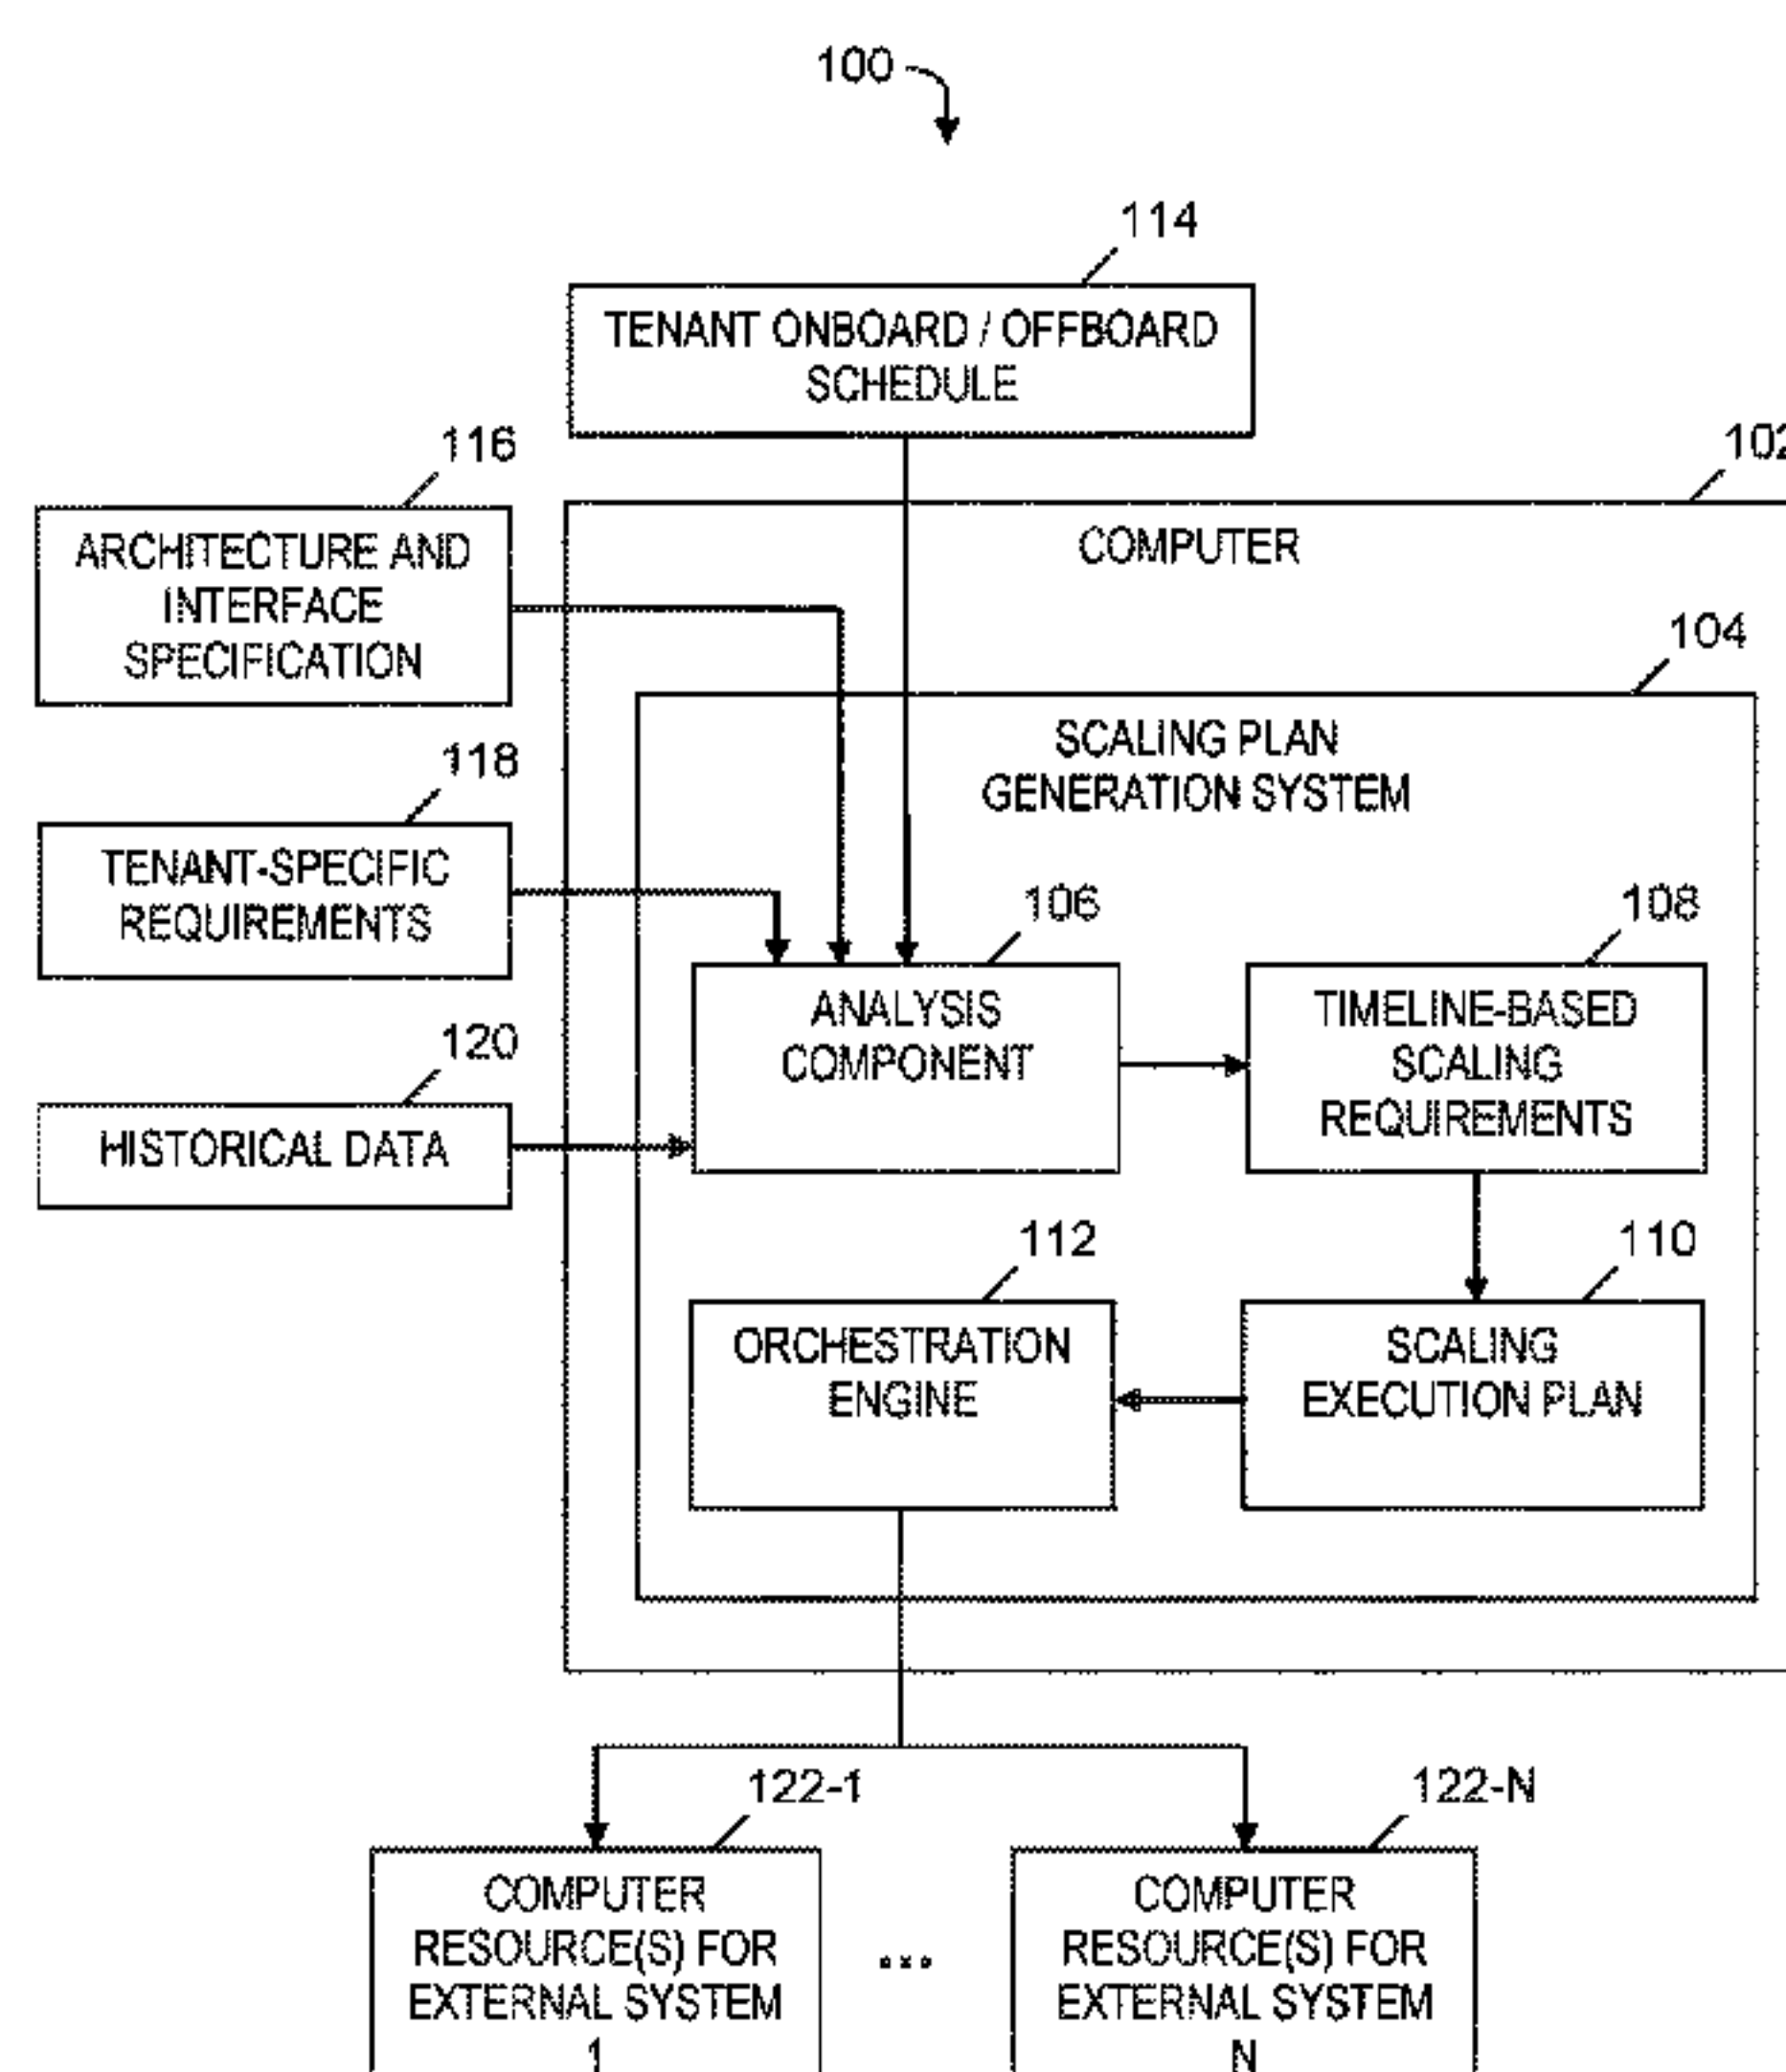 100
114
TENANT ONBOARD / OFFBOARD
SCHEDULE
116
ARCHITECTURE AND
INTERFACE
SPECIFICATION
102
COMPUTER
104
SCALING PLAN
GENERATION SYSTEM
118
TENANT-SPECIFIC
REQUIREMENTS
106
ANALYSIS
COMPONENT
108
TIMELINE-BASED
SCALING
REQUIREMENTS
120
HISTORICAL DATA
112
ORCHESTRATION
ENGINE
110
SCALING
EXECUTION PLAN
122-1
COMPUTER
RESOURCE(S) FOR
EXTERNAL SYSTEM
1
...
122-N
COMPUTER
RESOURCE(S) FOR
EXTERNAL SYSTEM
N